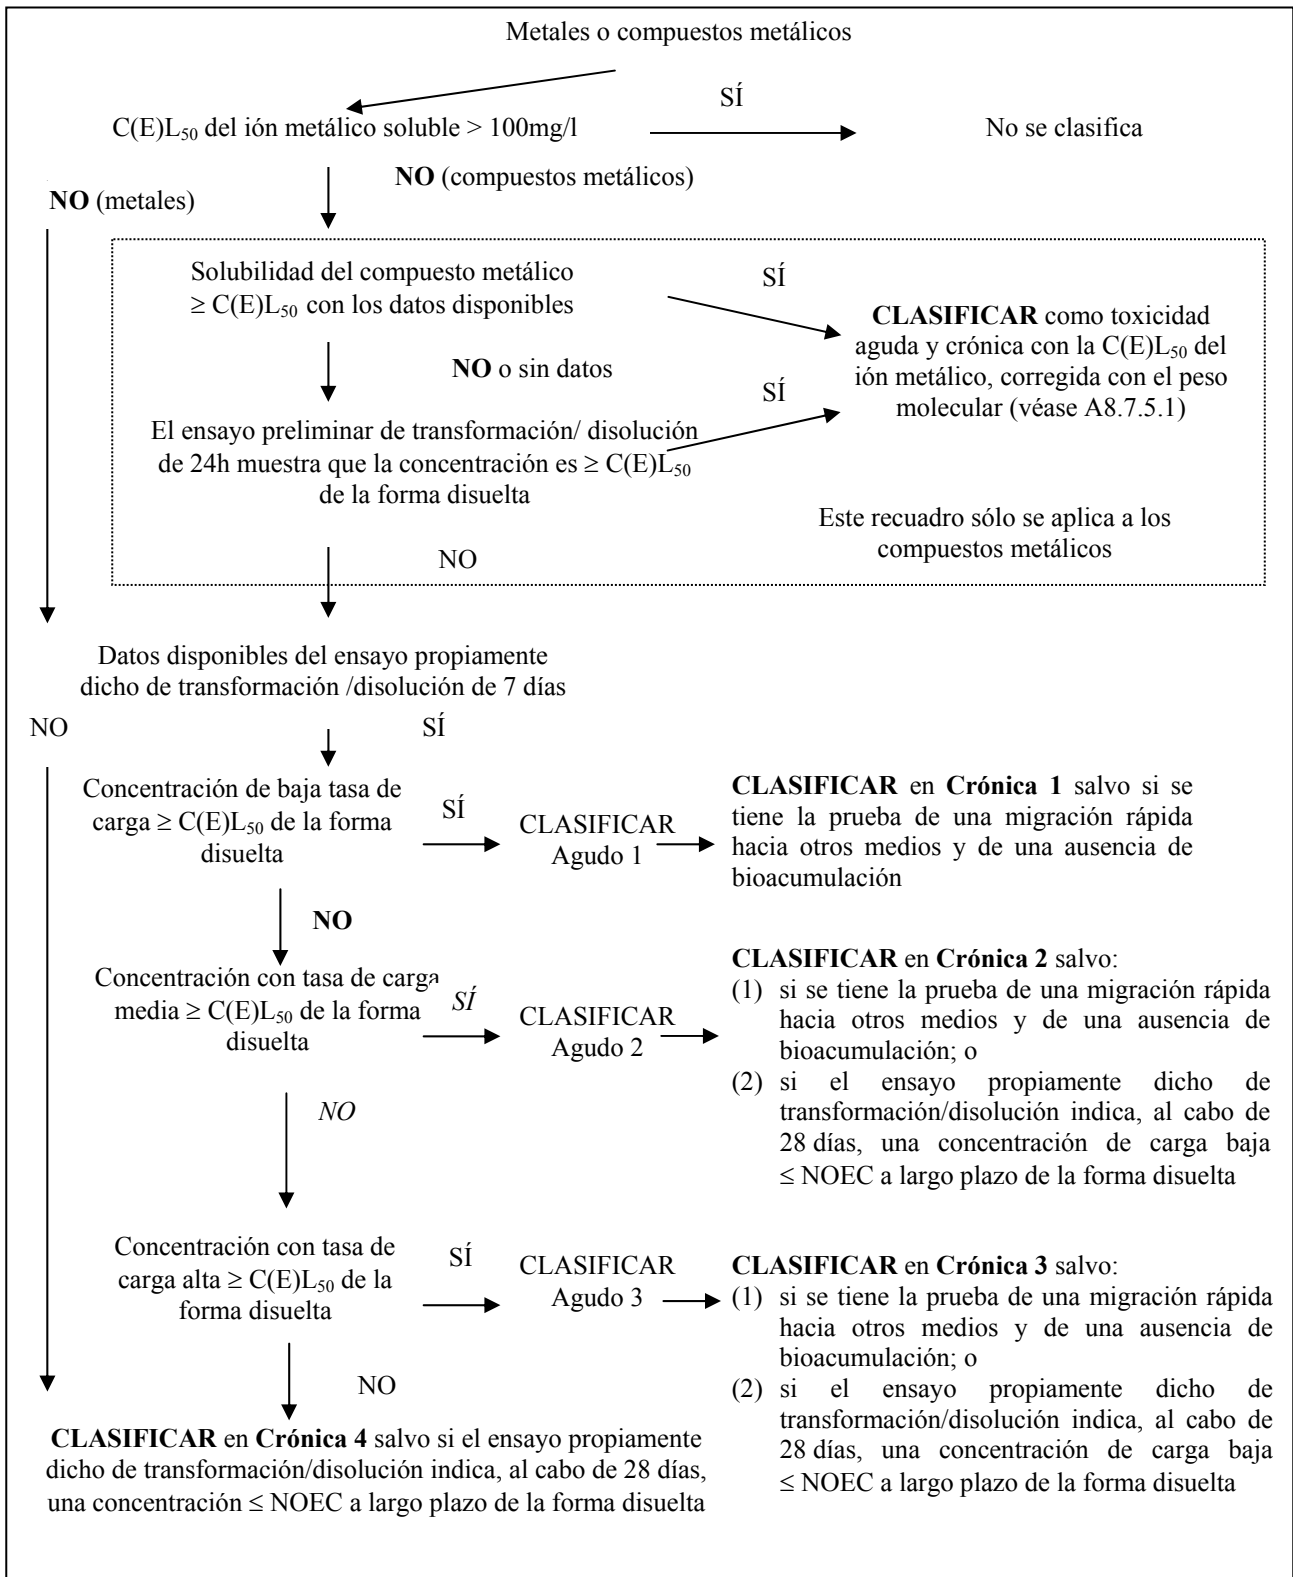 Metales o compuestos metálicos
SÍ
C(E)L50 del ión metálico soluble > 100mg/l
No se clasifica
NO (compuestos metálicos)
NO (metales)
Solubilidad del compuesto metálico
≥ C(E)L50 con los datos disponibles
SÍ
CLASIFICAR como toxicidad
aguda y crónica con la C(E)L50 del
ión metálico, corregida con el peso
molecular (véase A8.7.5.1)
NO o sin datos
SÍ
El ensayo preliminar de transformación/ disolución
de 24h muestra que la concentración es ≥ C(E)L50
de la forma disuelta
Este recuadro sólo se aplica a los
compuestos metálicos
NO
Datos disponibles del ensayo propiamente
dicho de transformación /disolución de 7 días
NO
SÍ
Concentración de baja tasa de
carga ≥ C(E)L50 de la forma
disuelta
SÍ
CLASIFICAR
Agudo 1
CLASIFICAR en Crónica 1 salvo si se
tiene la prueba de una migración rápida
hacia otros medios y de una ausencia de
bioacumulación
NO
Concentración con tasa de carga
media ≥ C(E)L50 de la forma
disuelta
SÍ
CLASIFICAR
Agudo 2
CLASIFICAR en Crónica 2 salvo:
(1) si se tiene la prueba de una migración rápida
hacia otros medios y de una ausencia de
bioacumulación; o
(2) si el ensayo propiamente dicho de
transformación/disolución indica, al cabo de
28 días, una concentración de carga baja
≤ NOEC a largo plazo de la forma disuelta
NO
Concentración con tasa de
carga alta ≥ C(E)L50 de la
forma disuelta
SÍ
CLASIFICAR
Agudo 3
CLASIFICAR en Crónica 3 salvo:
(1) si se tiene la prueba de una migración rápida
hacia otros medios y de una ausencia de
bioacumulación; o
(2) si el ensayo propiamente dicho de
transformación/disolución indica, al cabo de
28 días, una concentración de carga baja
≤ NOEC a largo plazo de la forma disuelta
NO
CLASIFICAR en Crónica 4 salvo si el ensayo propiamente
dicho de transformación/disolución indica, al cabo de 28 días,
una concentración ≤ NOEC a largo plazo de la forma disuelta